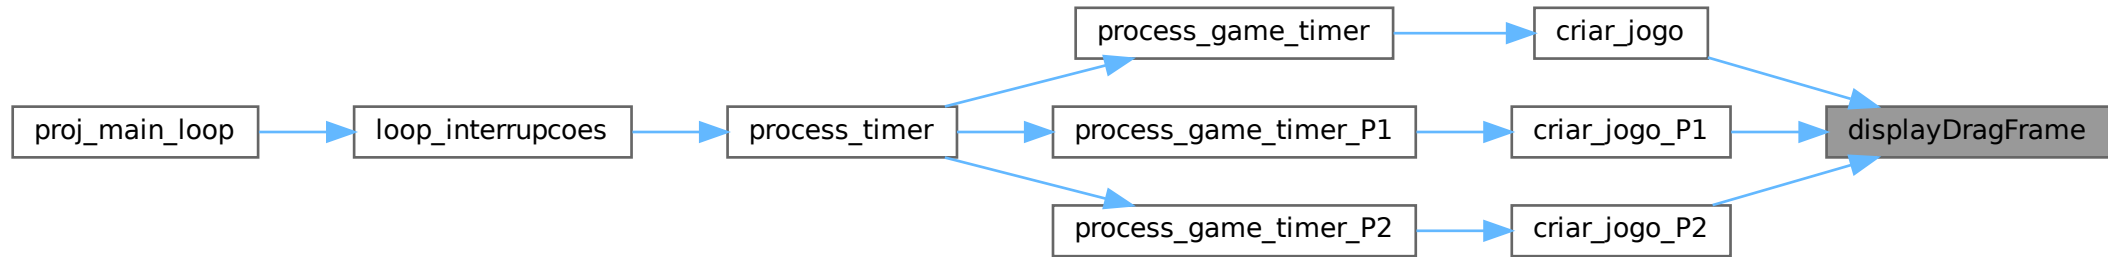 process_game_timer
criar_jogo
proj_main_loop
loop_interrupcoes
process_timer
process_game_timer_P1
criar_jogo_P1
displayDragFrame
process_game_timer_P2
criar_jogo_P2